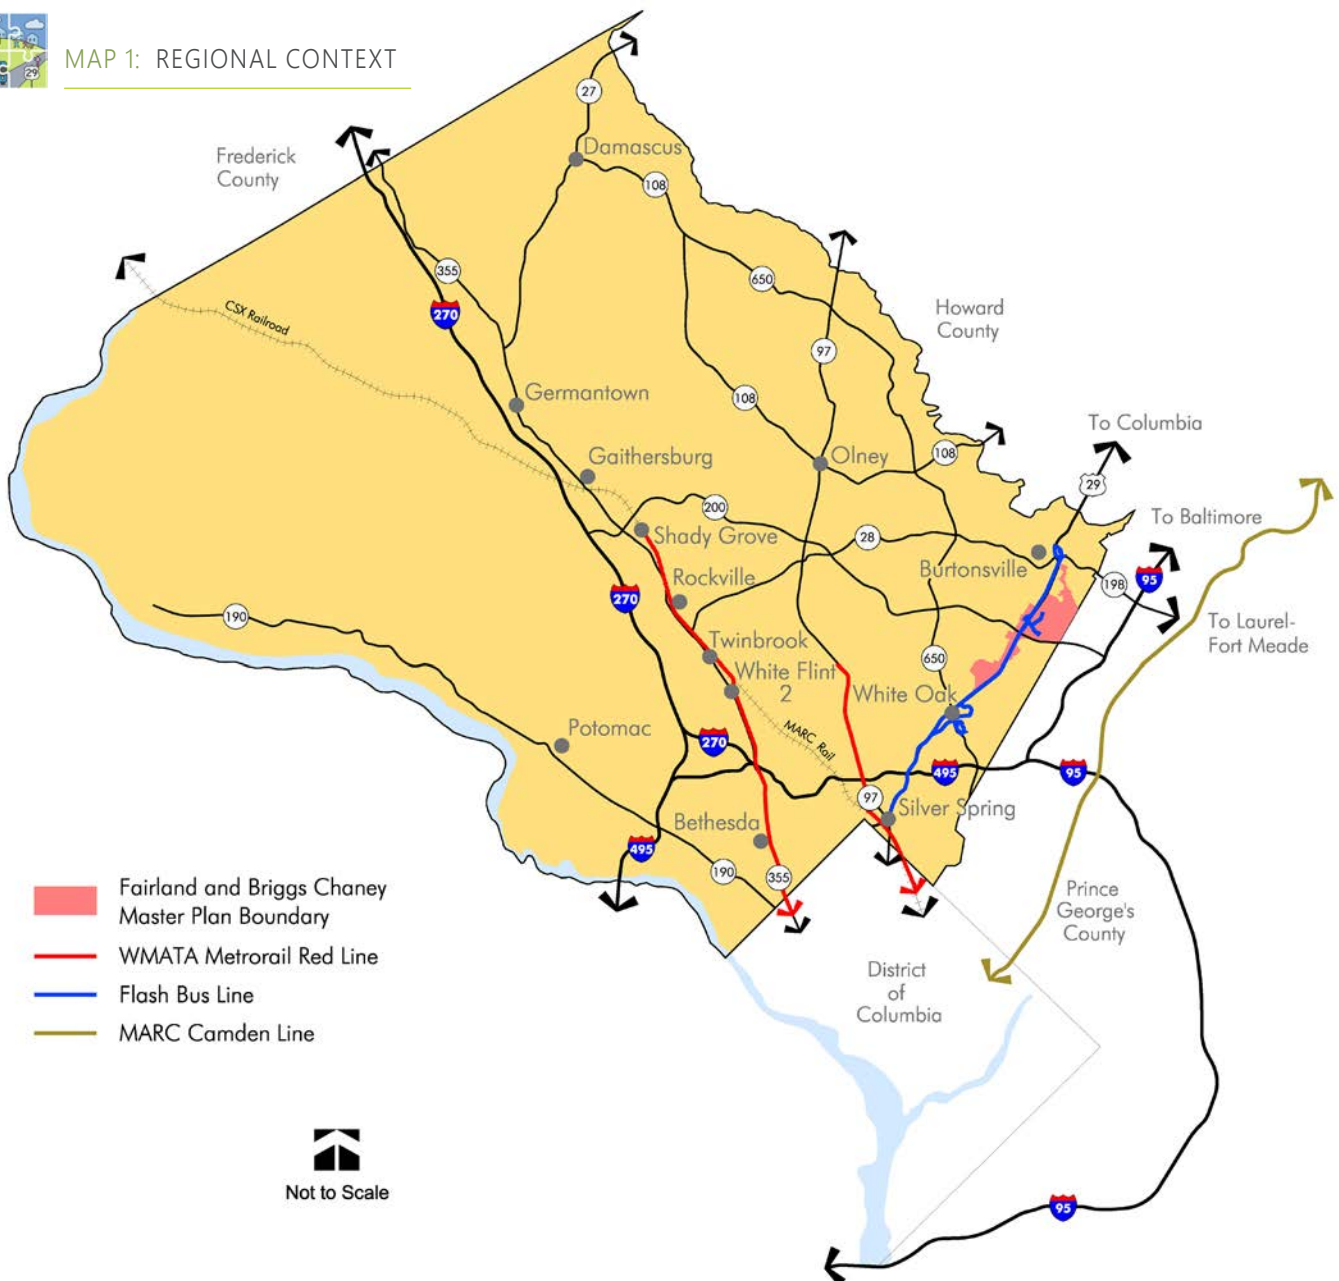 MAP 1: REGIONAL CONTEXT
29
27
Damascus
Frederick
County
108
355
650
270
CSX Railroad
Howard
County
97
108
Germantown
To Columbia
Gaithersburg
Olney
108
29
200
To Baltimore
Shady Grove
28
Burtonsville
Rockville
270
198
95
190
To Laurel-
Fort Meade
Twinbrook
White Flint
2
650
White Oak
Potomac
270
MARC Rail
495
95
97
Silver Spring
Bethesda
495
190
355
Prince
George's
County
Fairland and Briggs Chaney
Master Plan Boundary
WMATA Metrorail Red Line
Flash Bus Line
MARC Camden Line
District
of
Columbia
Not to Scale
95